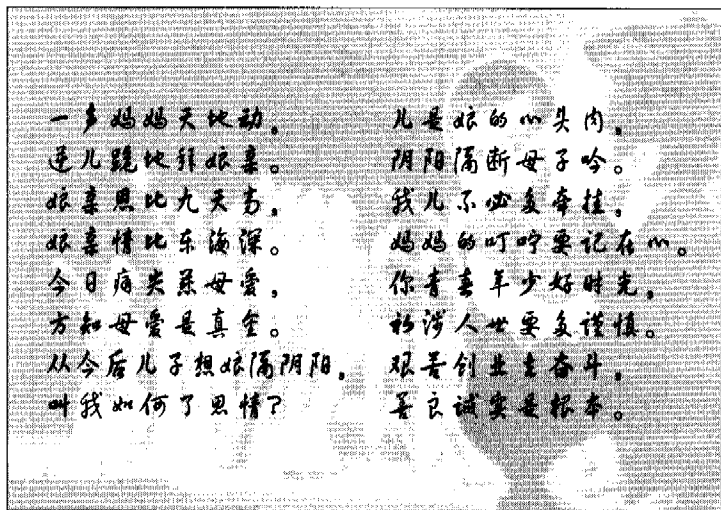 一声妈妈天地动，
逆儿跪地维娘亲。
娘亲恩比九天高，
娘亲情比东海深。
今日痛失慈母爱，
方知母爱是真金。
从今后儿子想娘隔阴阳，
叫我如何了恩情？
儿是娘的心头肉，
阴阳隔断母子吟。
我儿不必多牵挂，
妈妈的叮咛要记在心。
你青春年少好时光，
初涉人世要多谨慎。
艰苦创业去奋斗，
善良诚实是根本。